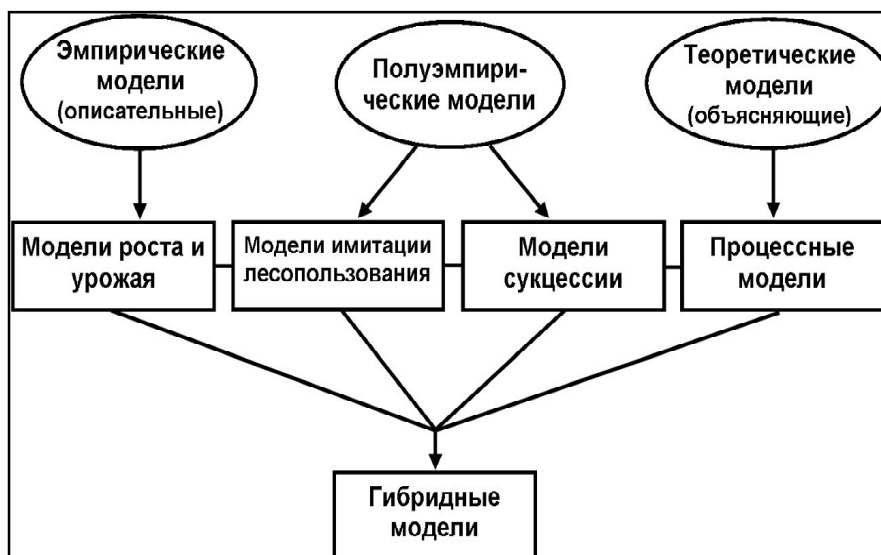 Эмпирические
модели
(описательные)
Полуэмпири-
ческие модели
Теоретические
модели
(объясняющие)
Модели роста и
урожая
Модели имитации
лесопользования
Модели
сукцессии
Процессные
модели
Гибридные
модели